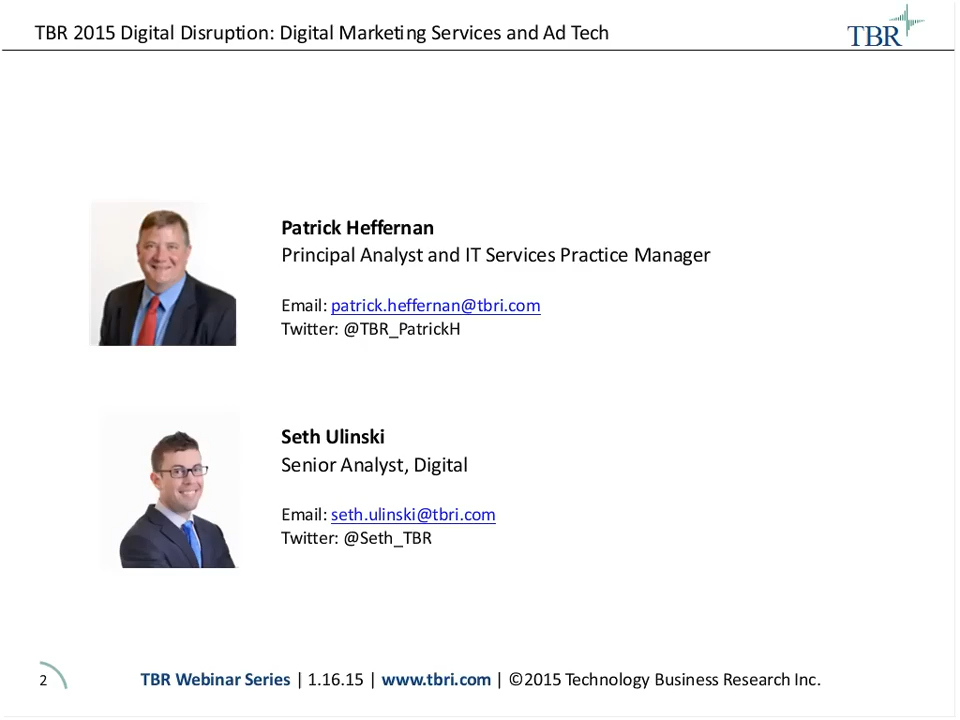 TBR 2015 Digital Disruption: Digital Marketing Services and Ad Tech
TBR
Patrick Heffernan
Principal Analyst and IT Services Practice Manager
Email: patrick.heffernan@tbri.com
Twitter: @TBR_PatrickH
Seth Ulinski
Senior Analyst, Digital
Email: seth.ulinski@tbri.com
Twitter: @Seth_TBR
2
TBR Webinar Series | 1.16.15 | www.tbri.com | ©2015 Technology Business Research Inc.